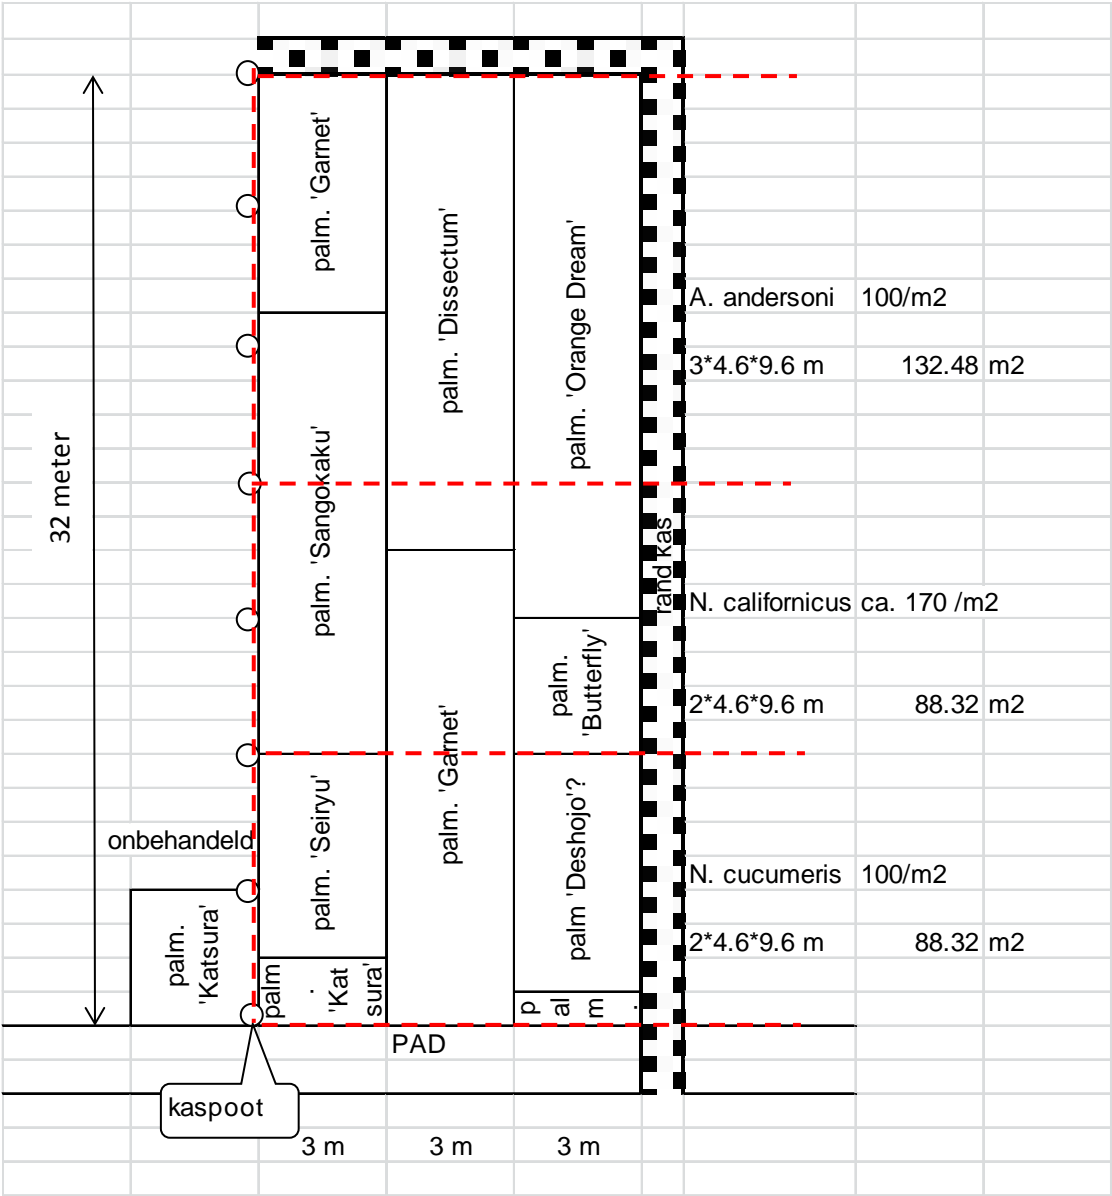 palm. 'Garnet'
palm. 'Dissectum'
palm. 'Orange Dream'
A. andersoni 100/m2
3*4.6*9.6 m 132.48 m2
32 meter
palm. 'Sangokaku'
rand kas
N. californicus ca. 170 /m2
palm.
'Butterfly'
2*4.6*9.6 m 88.32 m2
palm. 'Garnet'
palm. 'Seiryu'
palm 'Deshojo'?
onbehandeld
N. cucumeris 100/m2
palm.
'Katsura'
2*4.6*9.6 m 88.32 m2
palm
.
'Kat
sura'
p
al
m
.
PAD
kaspoot
3 m 3 m 3 m